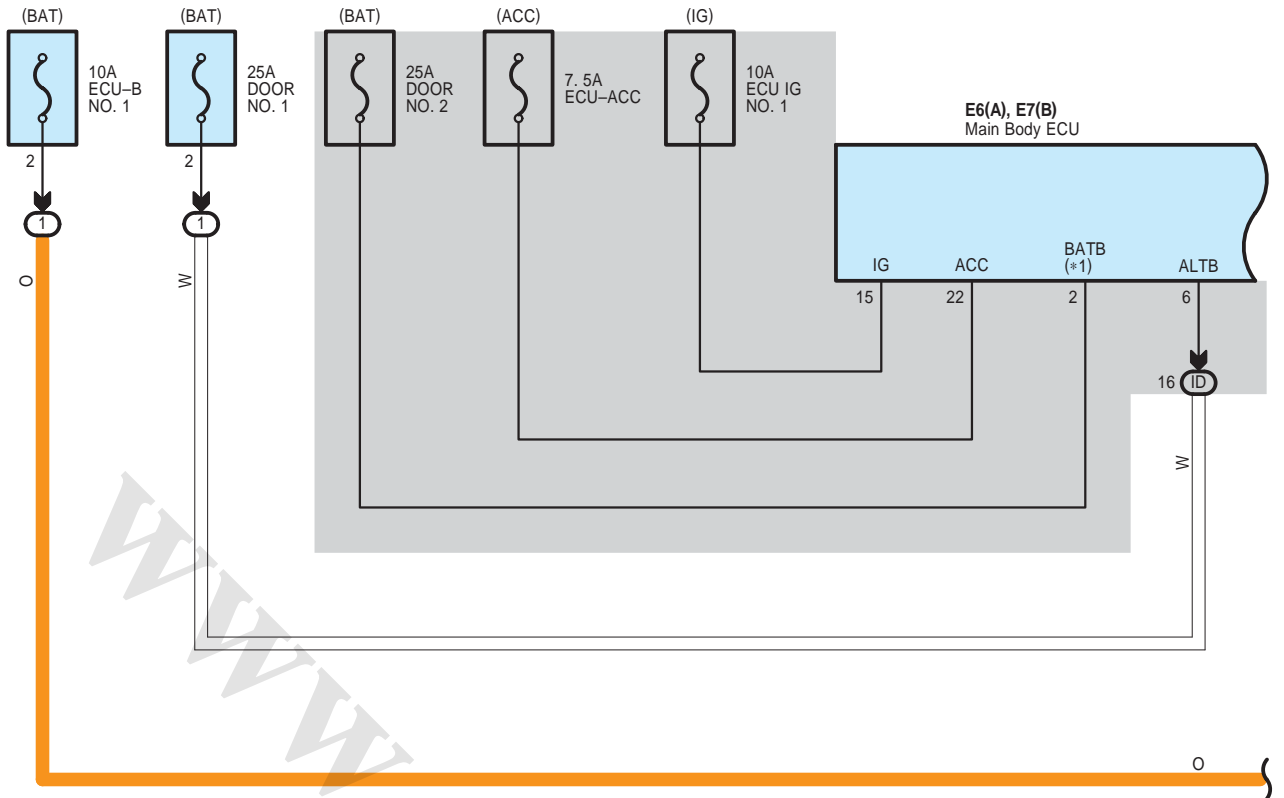 (BAT)
(BAT)
(BAT)
(ACC)
(IG)
10A
ECU–B
NO. 1
25A
DOOR
NO. 1
25A
DOOR
NO. 2
7. 5A
ECU–ACC
10A
ECU IG
NO. 1
E6(A), E7(B)
Main Body ECU
2
2
1
1
O
W
IG
ACC
BATB
(*1)
ALTB
15
22
2
6
16
ID
W
O
WWW